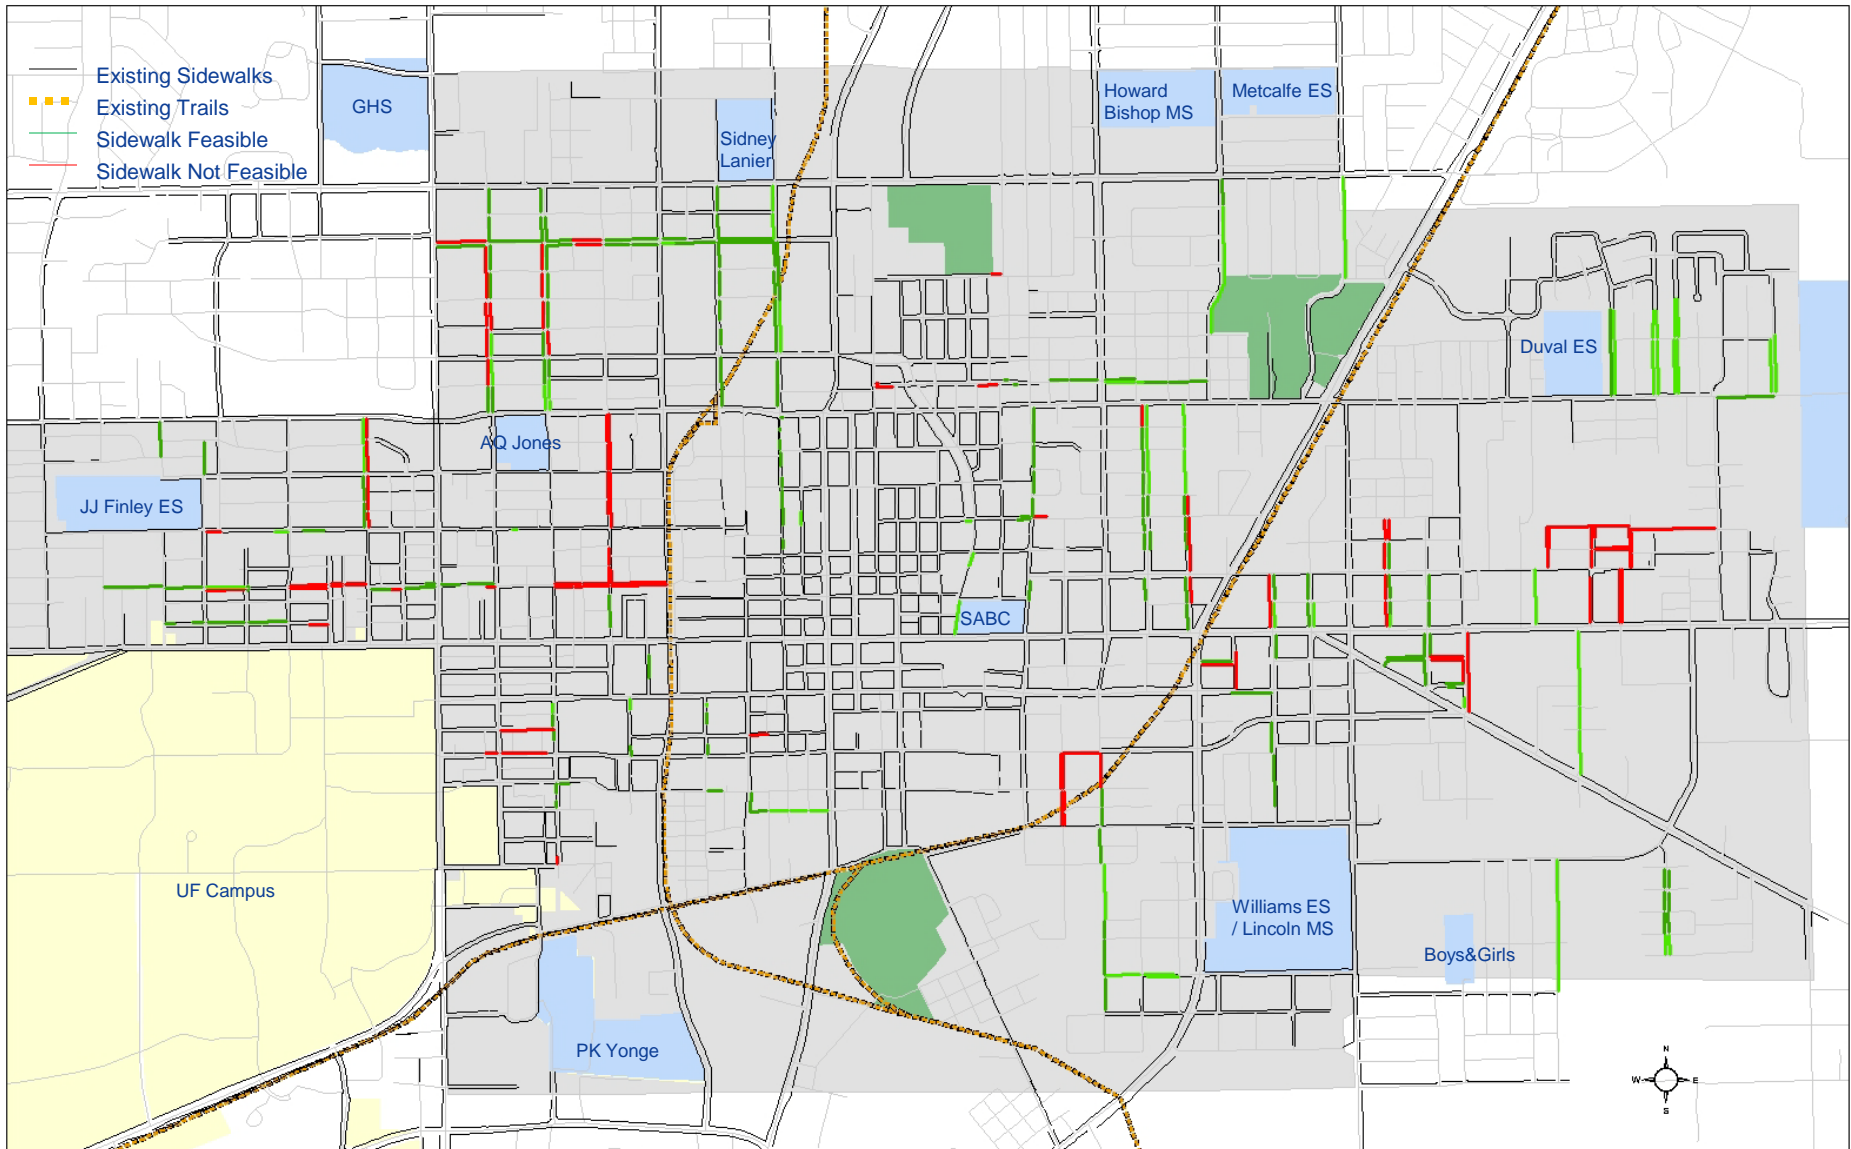 Existing Sidewalks
Existing Trails
Sidewalk Feasible
Sidewalk Not Feasible
GHS
Sidney
Lanier
Howard
Bishop MS
Metcalfe ES
Duval ES
AQ Jones
JJ Finley ES
SABC
UF Campus
Williams ES
/ Lincoln MS
Boys&Girls
PK Yonge
N
W
E
S